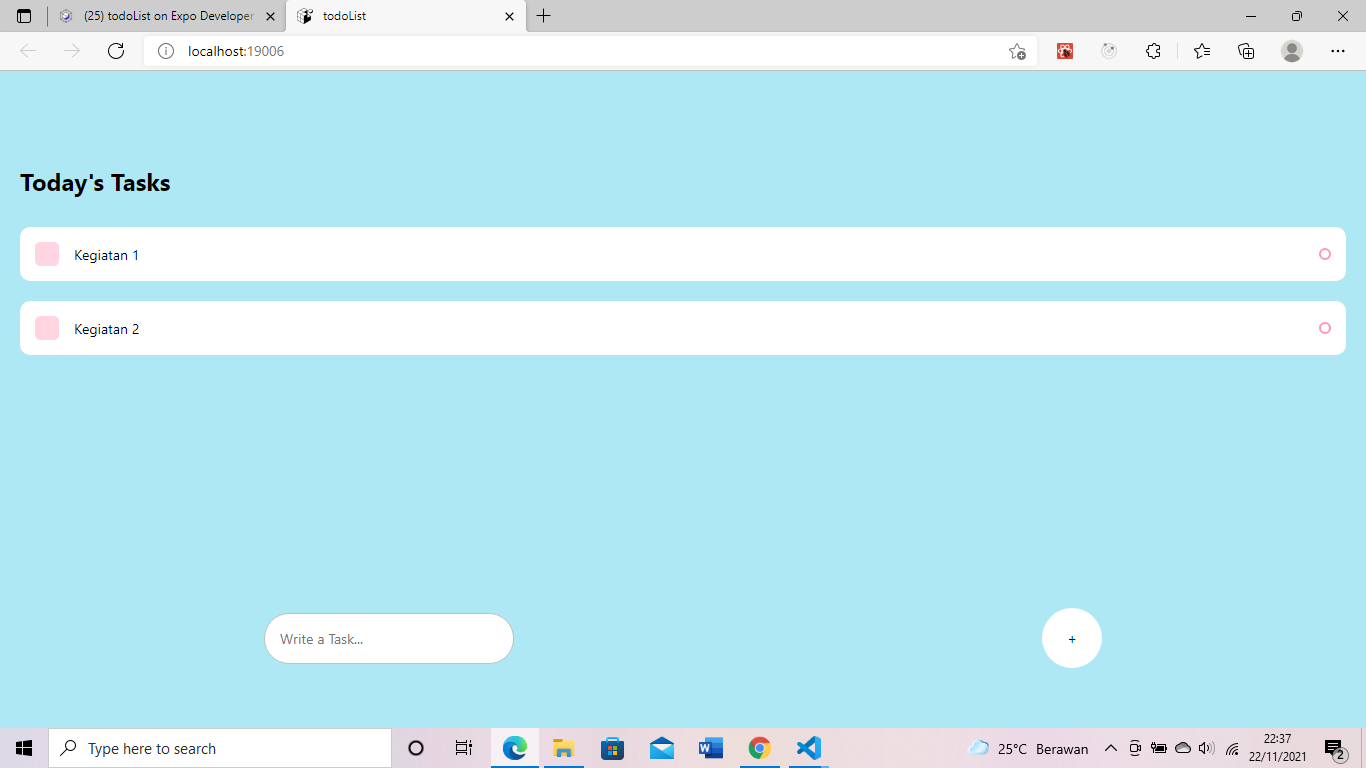 (25) todoList on Expo Developer
todoList
localhost:19006
Today's Tasks
Kegiatan 1
Kegiatan 2
Write a Task...
+
Type here to search
25°C Berawan
22:37
22/11/2021
2